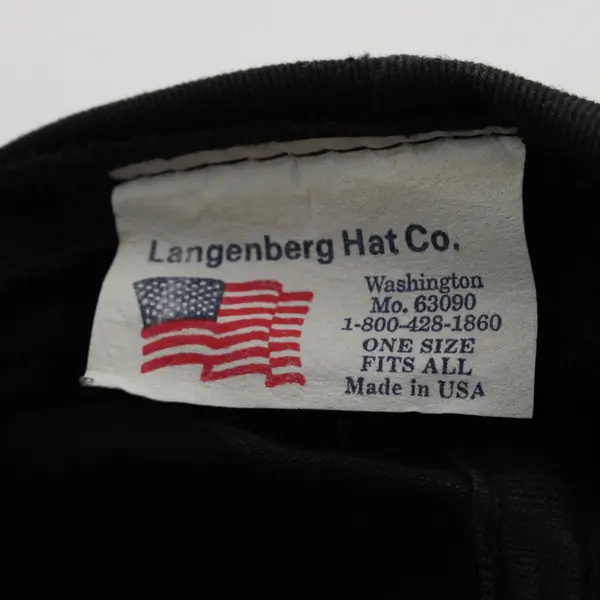 Langenberg Hat Co.
Washington
Mo. 63090
1-800-428-1860
ONE SIZE
FITS ALL
Made in USA